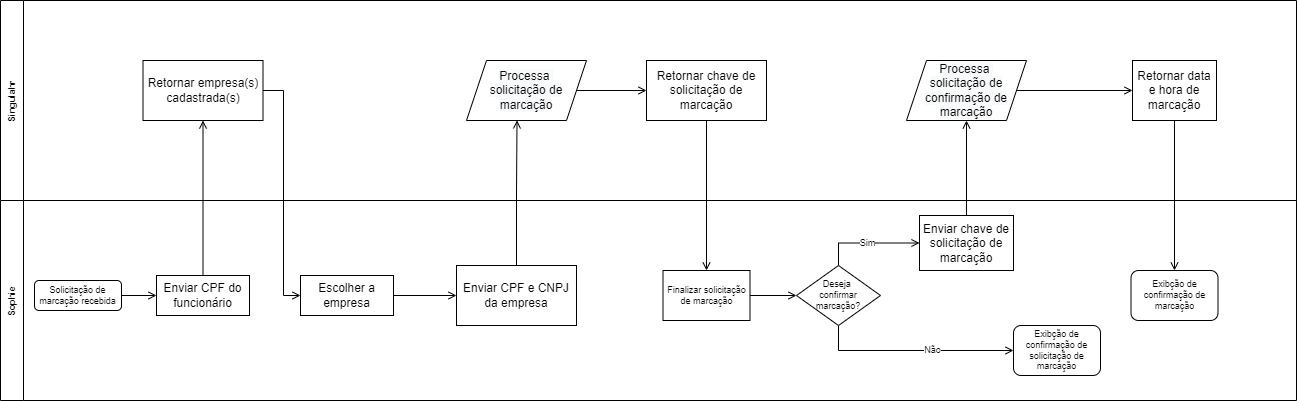 Singulahr
Retornar empresa(s)
cadastrada(s)
Processa
solicitação de
marcação
Retornar chave de
solicitação de
marcação
Processa
solicitação de
confirmação de
marcação
Retornar data
e hora de
marcação
Sophie
Solicitação de
marcação recebida
Enviar CPF do
funcionário
Escolher a
empresa
Enviar CPF e CNPJ
da empresa
Finalizar solicitação
de marcação
Deseja
confirmar
marcação?
Sim
Enviar chave de
solicitação de
marcação
Não
Exibção de
confirmação de
solicitação de
marcação
Exibção de
confirmação de
marcação